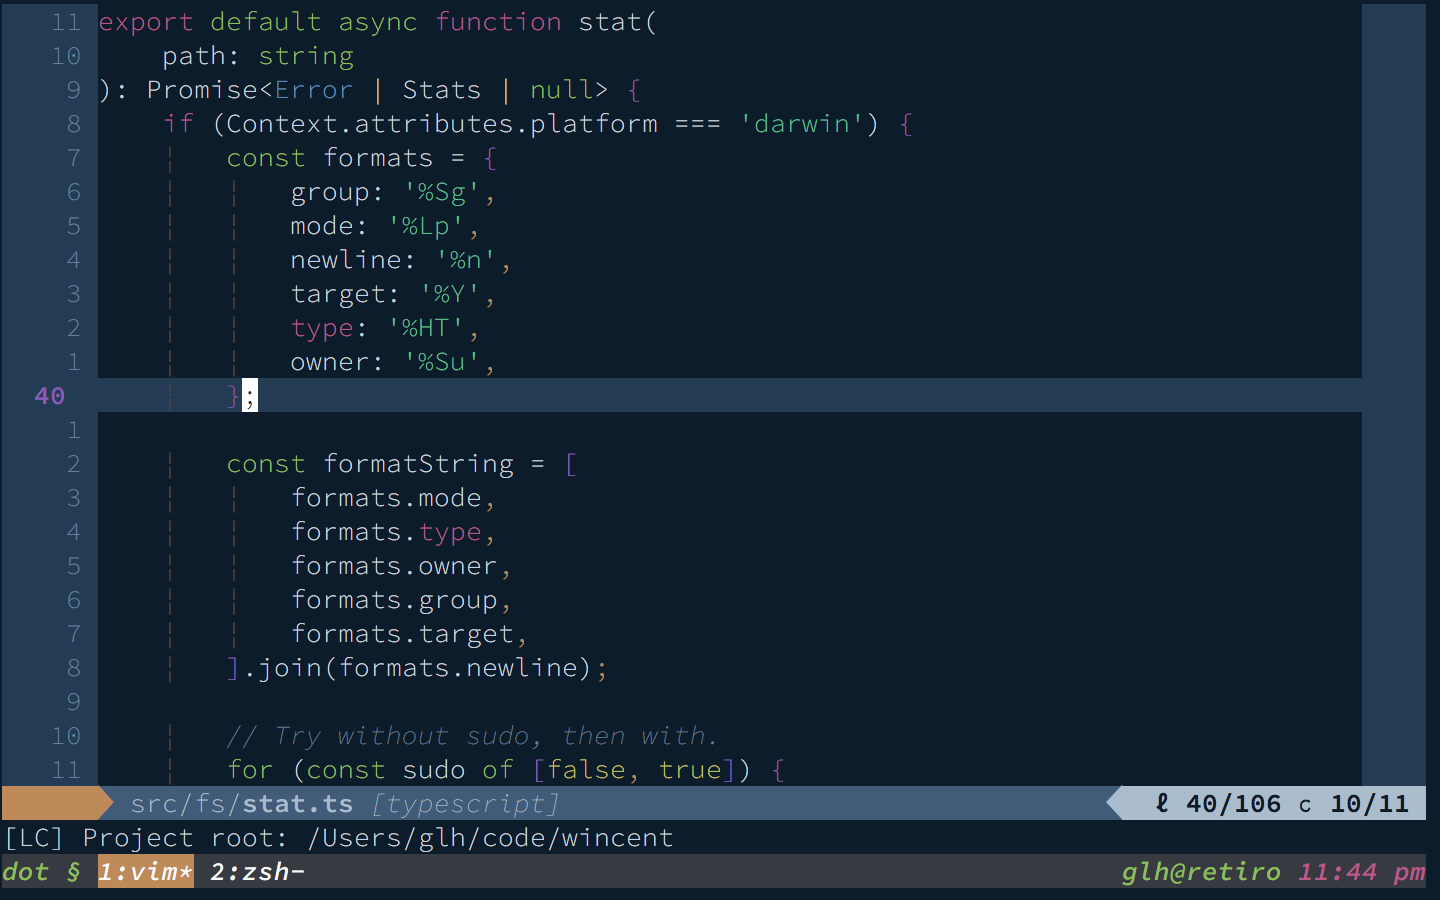 11 export default async function stat(
10     path: string
9 ): Promise<Error | Stats | null> {
8     if (Context.attributes.platform === 'darwin') {
7         const formats = {
6             group: '%Sg',
5             mode: '%Lp',
4             newline: '%n',
3             target: '%Y',
2             type: '%HT',
1             owner: '%Su',
40         };
1
2         const formatString = [
3             formats.mode,
4             formats.type,
5             formats.owner,
6             formats.group,
7             formats.target,
8         ].join(formats.newline);
9
10         // Try without sudo, then with.
11         for (const sudo of [false, true]) {
src/fs/stat.ts [typescript] ℓ 40/106 c 10/11
[LC] Project root: /Users/glh/code/wincent
dot § 1:vim* 2:zsh- glh@retiro 11:44 pm